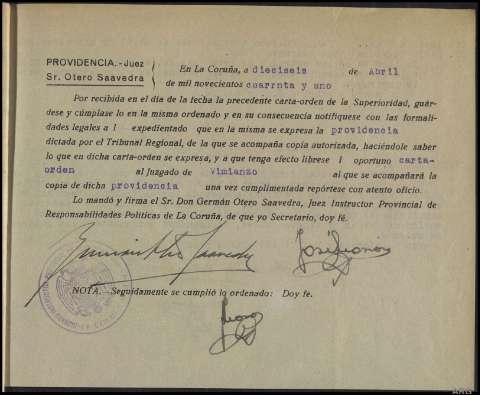 PROVIDENCIA.-Juez
Sr. Otero Saavedra
En La Coruña, a dieciseis de Abril
de mil novecientos cuarrnta y uno
Por recibida en el día de la fecha la precedente carta-orden de la Superioridad, guár-
dese y cúmplase lo en la misma ordenado y en su consecuencia notifíquese con las formali-
dades legales a l expedientado que en la misma se expresa la providencia
dictada por el Tribunal Regional, de la que se acompaña copia autorizada, haciéndole saber
lo que en dicha carta-orden se expresa, y a que tenga efecto líbrese l oportuno carta-
orden al Juzgado de Vimianzo al que se acompañará la
copia de dicha providencia una vez cumplimentada repórtese con atento oficio.
Lo mandó y firma el Sr. Don Germán Otero Saavedra, Juez Instructor Provincial de
Responsabilidades Políticas de La Coruña, de que yo Secretario, doy fé.
Germán Otero Saavedra
NOTA.-Seguidamente se cumplió lo ordenado: Doy fe.